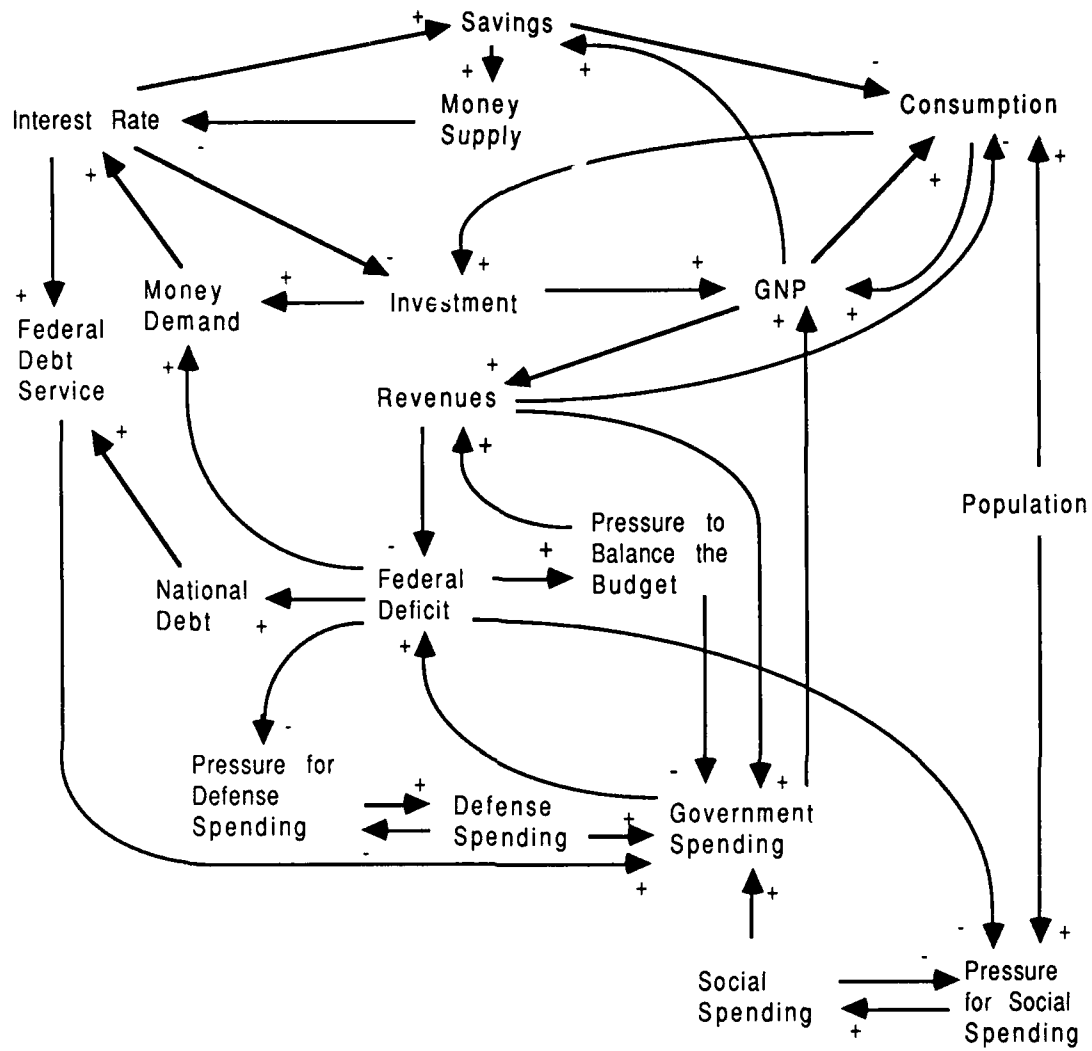 +
Savings
-
+
+
Interest Rate
Money
Supply
Consumption
-
-
+
+
+
-
+
+
+
Money
Demand
Investment
GNP
+
+
+
Federal
Debt
Service
+
+
Revenues
+
+
Population
-
+
Pressure to
Balance the
Budget
National
Debt
+
Federal
Deficit
+
-
Pressure for
Defense
Spending
+
-
Defense
Spending
+
-
+
Government
Spending
+
+
-
+
Social
Spending
-
+
Pressure
for Social
Spending